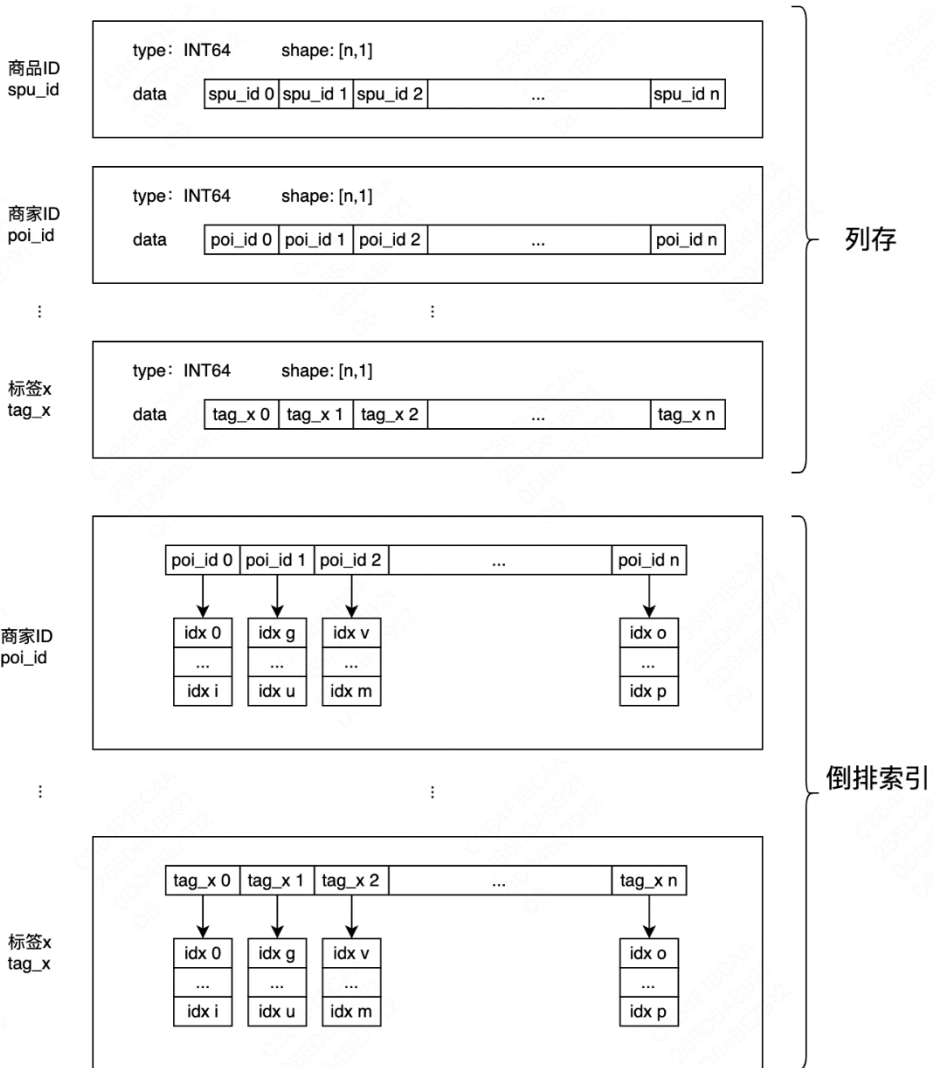 商品ID
spu_id
type：INT64 shape: [n,1]
data spu_id 0 spu_id 1 spu_id 2 ... spu_id n
商家ID
poi_id
type：INT64 shape: [n,1]
data poi_id 0 poi_id 1 poi_id 2 ... poi_id n
⋮ ⋮
标签x
tag_x
type：INT64 shape: [n,1]
data tag_x 0 tag_x 1 tag_x 2 ... tag_x n
列存
商家ID
poi_id
poi_id 0 poi_id 1 poi_id 2 ... poi_id n
idx 0 idx g idx v idx o
... ... ... ...
idx i idx u idx m idx p
⋮ ⋮
标签x
tag_x
tag_x 0 tag_x 1 tag_x 2 ... tag_x n
idx 0 idx g idx v idx o
... ... ... ...
idx i idx u idx m idx p
倒排索引